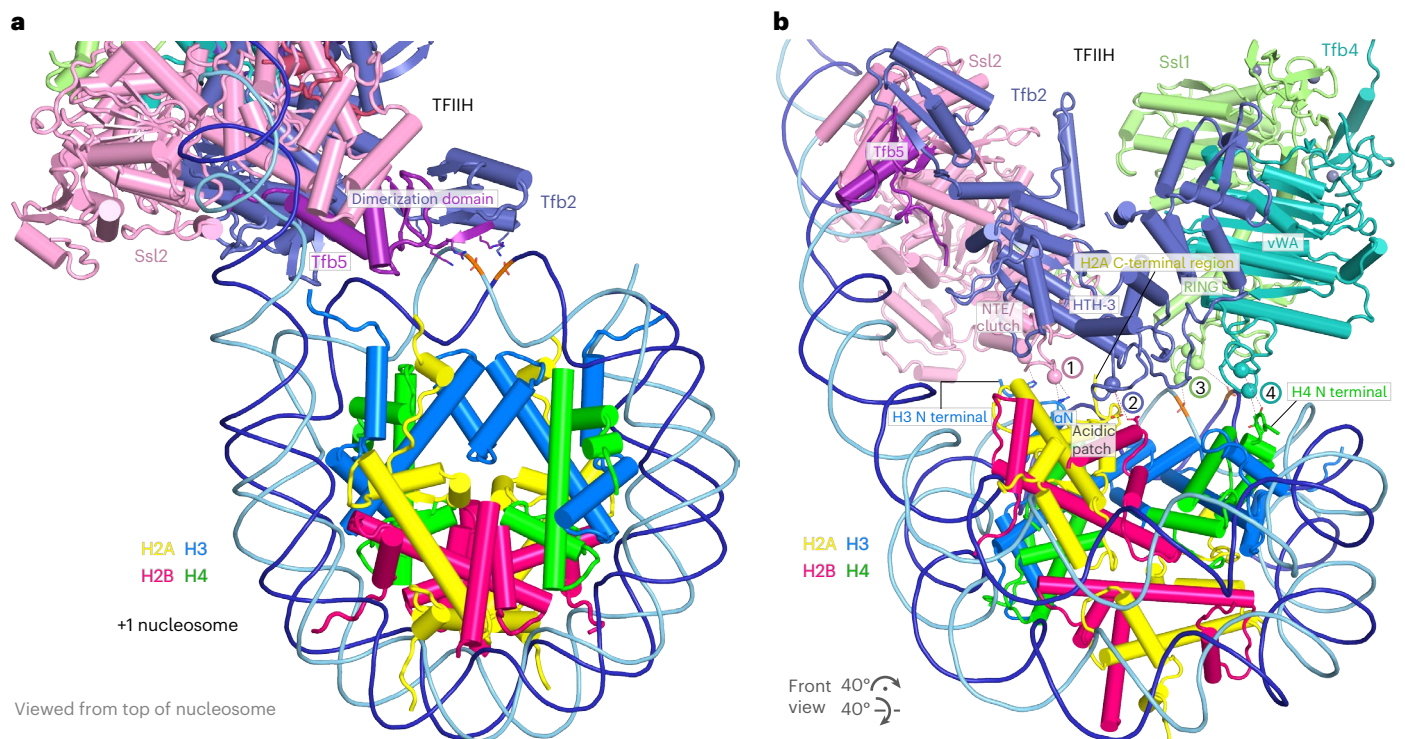 a
TFIIH
Dimerization domain
Tfb2
Ssl2
Tfb5
H2A H3
H2B H4
+1 nucleosome
Viewed from top of nucleosome
b
Ssl2
TFIIH
Ssl1
Tfb4
Tfb2
Tfb5
vWA
H2A C-terminal region
RING
HTH-3
NTE/
clutch
1
2
3
4
H3 N terminal
αN
H4 N terminal
Acidic
patch
H2A H3
H2B H4
Front 40°
view 40°